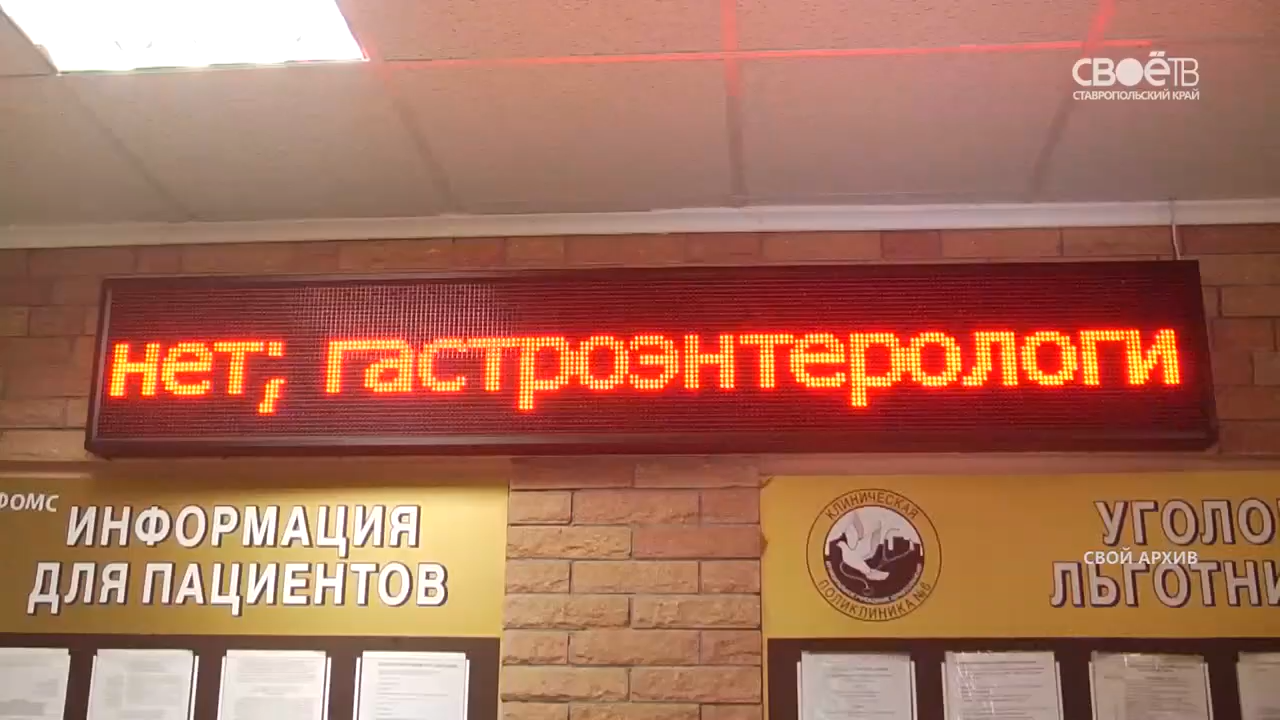 СВОЁТВ
СТАВРОПОЛЬСКИЙ КРАЙ
нет; гастроэнтерологи
ФОМС
ИНФОРМАЦИЯ
ДЛЯ ПАЦИЕНТОВ
КЛИНИЧЕСКАЯ
ПОЛИКЛИНИКА №6
УГОЛО
СВОЙ АРХИВ
ЛЬГОТНИ